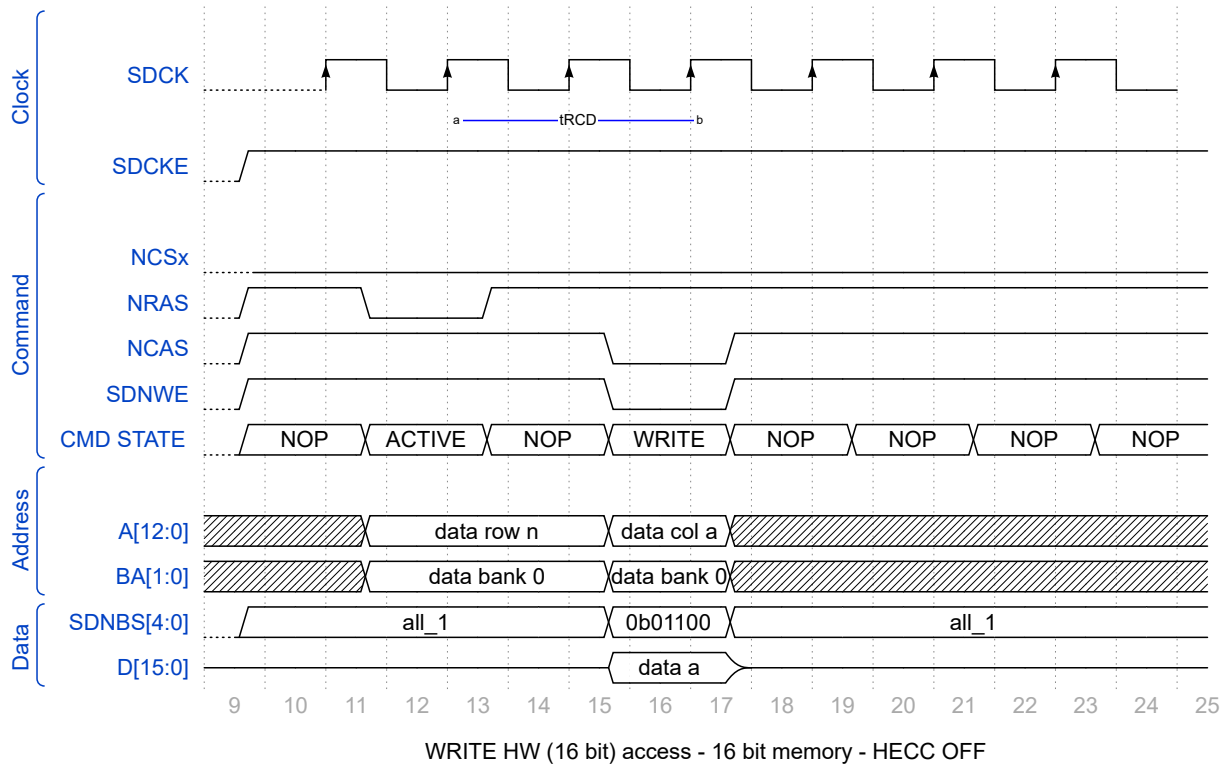 Clock
SDCK
a tRCD b
SDCKE
Command
NCSx
NRAS
NCAS
SDNWE
CMD STATE NOP ACTIVE NOP WRITE NOP NOP NOP NOP
Address
A[12:0] data row n data col a
BA[1:0] data bank 0 data bank 0
Data
SDNBS[4:0] all_1 0b01100 all_1
D[15:0] data a
9 10 11 12 13 14 15 16 17 18 19 20 21 22 23 24 25
WRITE HW (16 bit) access - 16 bit memory - HECC OFF